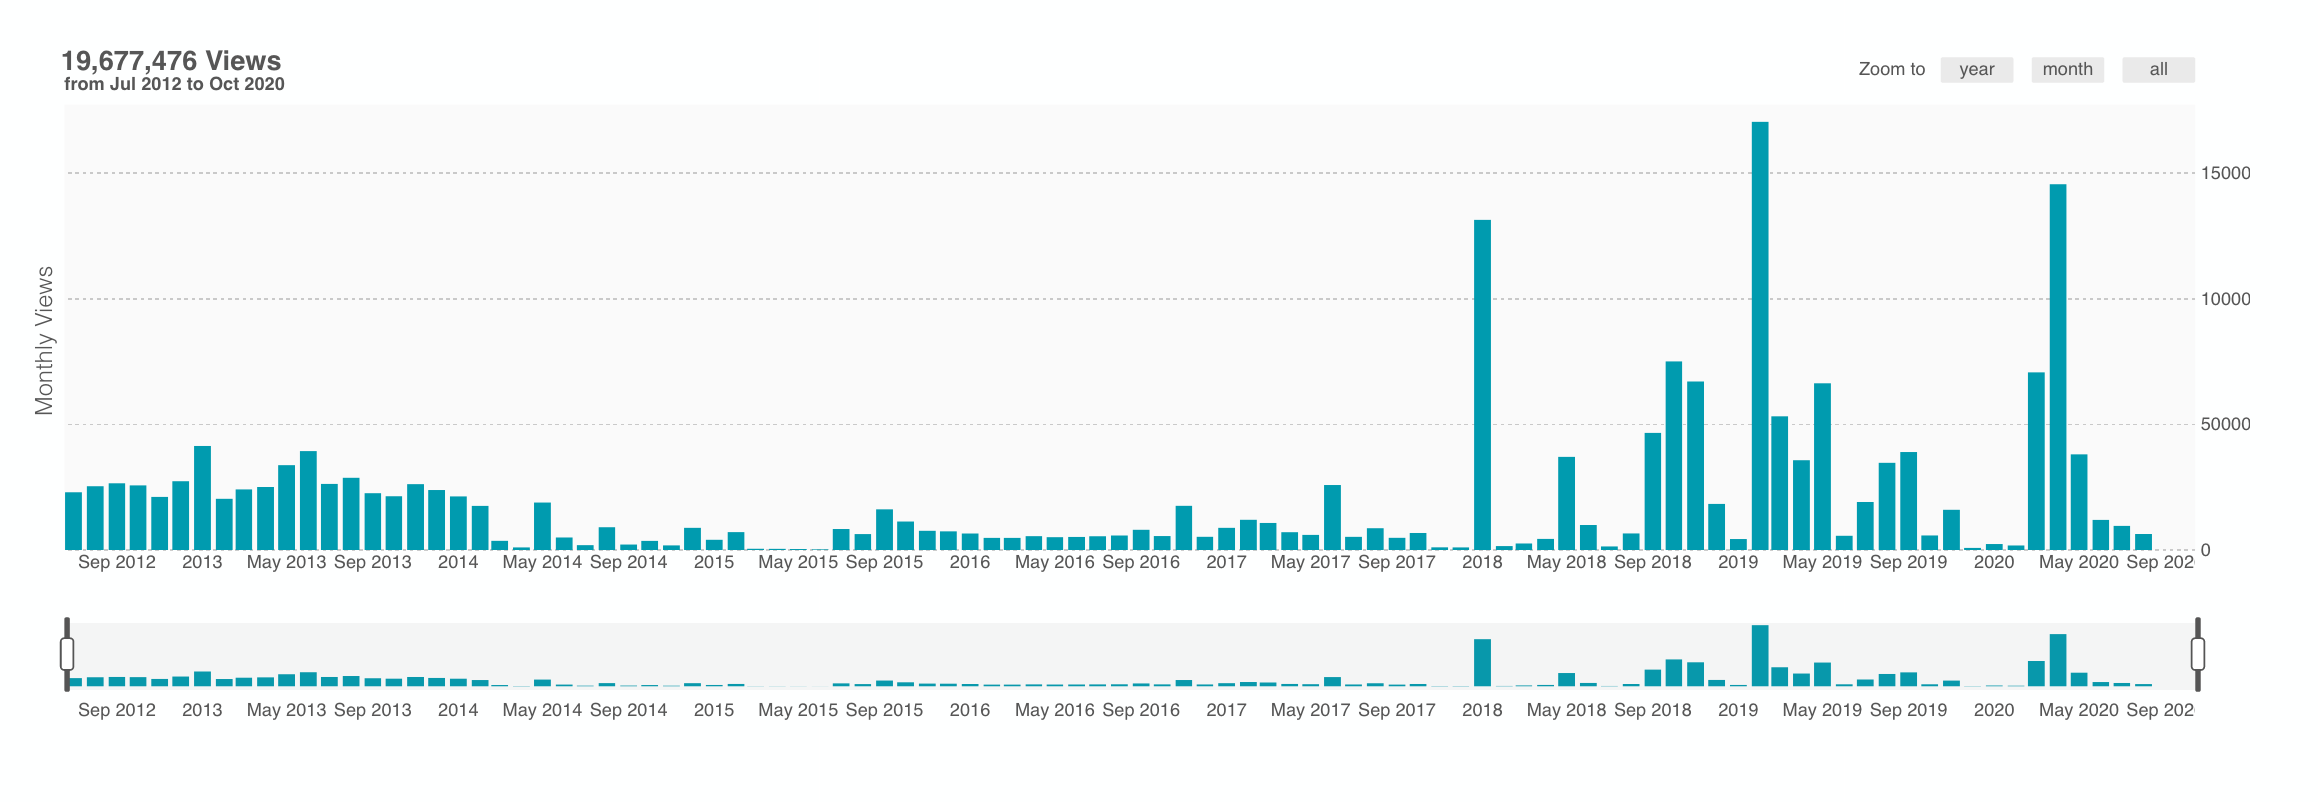 19,677,476 Views
from Jul 2012 to Oct 2020
Zoom to year month all
Monthly Views
15000
10000
50000
0
Sep 2012 2013 May 2013 Sep 2013 2014 May 2014 Sep 2014 2015 May 2015 Sep 2015 2016 May 2016 Sep 2016 2017 May 2017 Sep 2017 2018 May 2018 Sep 2018 2019 May 2019 Sep 2019 2020 May 2020 Sep 202
Sep 2012 2013 May 2013 Sep 2013 2014 May 2014 Sep 2014 2015 May 2015 Sep 2015 2016 May 2016 Sep 2016 2017 May 2017 Sep 2017 2018 May 2018 Sep 2018 2019 May 2019 Sep 2019 2020 May 2020 Sep 202